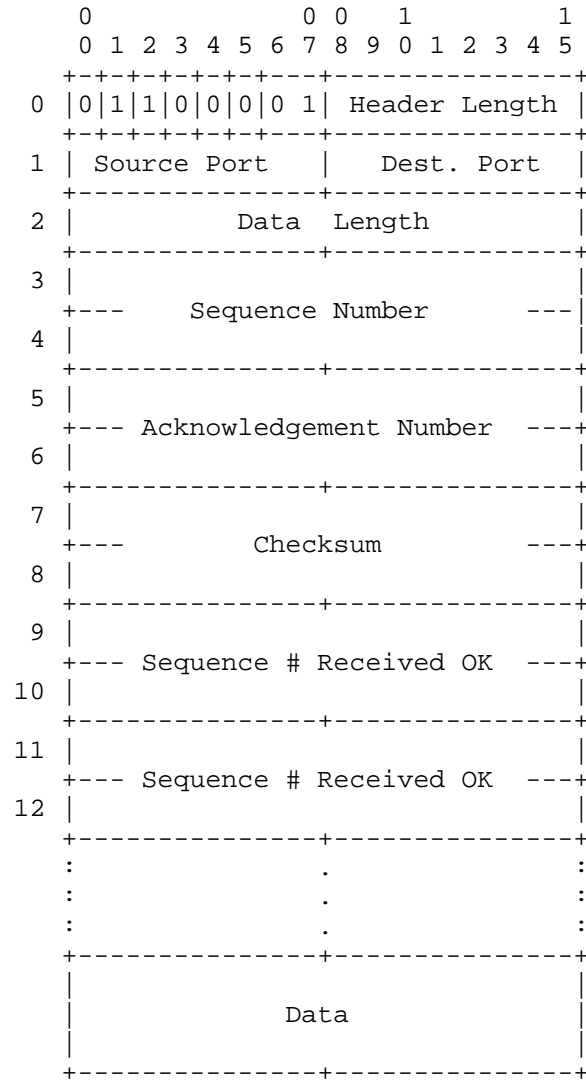 0             0 0   1         1
 0 1 2 3 4 5 6 7 8 9 0 1 2 3 4 5
+-+-+-+-+-+-+---+---------------+
0 |0|1|1|0|0|0|0 1| Header Length |
+-+-+-+-+-+-+---+---------------+
1 | Source Port   |   Dest. Port  |
+---------------+---------------+
2 |          Data  Length         |
+---------------+---------------+
3 |                               |
+---    Sequence Number      ---|
4 |                               |
+---------------+---------------+
5 |                               |
+--- Acknowledgement Number  ---+
6 |                               |
+---------------+---------------+
7 |                               |
+---        Checksum         ---+
8 |                               |
+---------------+---------------+
9 |                               |
+--- Sequence # Received OK  ---+
10 |                               |
+---------------+---------------+
11 |                               |
+--- Sequence # Received OK  ---+
12 |                               |
+---------------+---------------+
:               .               :
:               .               :
:               .               :
+---------------+---------------+
|                               |
|             Data              |
|                               |
+---------------+---------------+